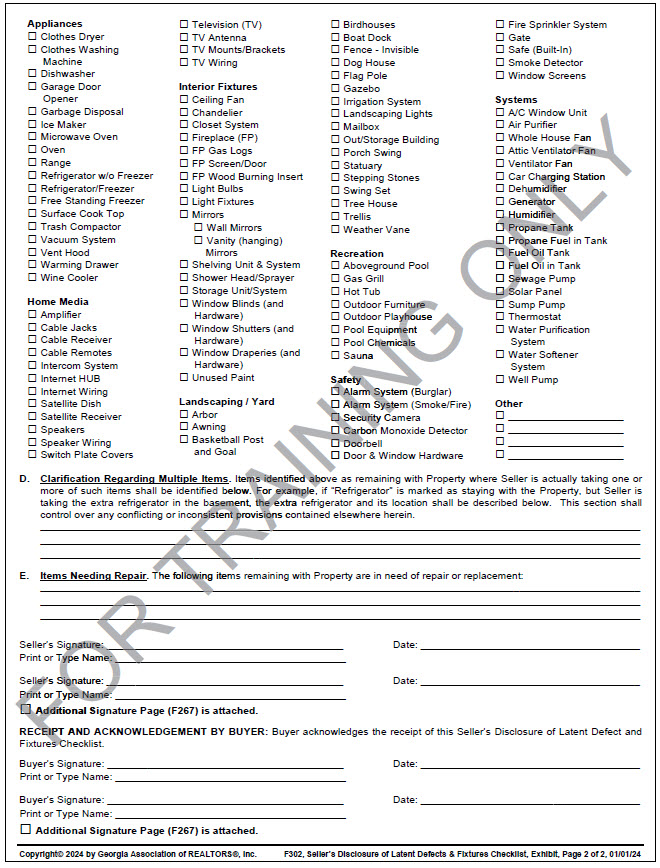 Appliances
☐ Clothes Dryer
☐ Clothes Washing
Machine
☐ Dishwasher
☐ Garage Door
Opener
☐ Garbage Disposal
☐ Ice Maker
☐ Microwave Oven
☐ Oven
☐ Range
☐ Refrigerator w/o Freezer
☐ Refrigerator/Freezer
☐ Free Standing Freezer
☐ Surface Cook Top
☐ Trash Compactor
☐ Vacuum System
☐ Vent Hood
☐ Warming Drawer
☐ Wine Cooler
Home Media
☐ Amplifier
☐ Cable Jacks
☐ Cable Receiver
☐ Cable Remotes
☐ Intercom System
☐ Internet HUB
☐ Internet Wiring
☐ Satellite Dish
☐ Satellite Receiver
☐ Speakers
☐ Speaker Wiring
☐ Switch Plate Covers
☐ Television (TV)
☐ TV Antenna
☐ TV Mounts/Brackets
☐ TV Wiring
Interior Fixtures
☐ Ceiling Fan
☐ Chandelier
☐ Closet System
☐ Fireplace (FP)
☐ FP Gas Logs
☐ FP Screen/Door
☐ FP Wood Burning Insert
☐ Light Bulbs
☐ Light Fixtures
☐ Mirrors
☐ Wall Mirrors
☐ Vanity (hanging)
Mirrors
☐ Shelving Unit & System
☐ Shower Head/Sprayer
☐ Storage Unit/System
☐ Window Blinds (and
Hardware)
☐ Window Shutters (and
Hardware)
☐ Window Draperies (and
Hardware)
☐ Unused Paint
Landscaping / Yard
☐ Arbor
☐ Awning
☐ Basketball Post
and Goal
☐ Birdhouses
☐ Boat Dock
☐ Fence - Invisible
☐ Dog House
☐ Flag Pole
☐ Gazebo
☐ Irrigation System
☐ Landscaping Lights
☐ Mailbox
☐ Out/Storage Building
☐ Porch Swing
☐ Statuary
☐ Stepping Stones
☐ Swing Set
☐ Tree House
☐ Trellis
☐ Weather Vane
Recreation
☐ Aboveground Pool
☐ Gas Grill
☐ Hot Tub
☐ Outdoor Furniture
☐ Outdoor Playhouse
☐ Pool Equipment
☐ Pool Chemicals
☐ Sauna
Safety
☐ Alarm System (Burglar)
☐ Alarm System (Smoke/Fire)
☐ Security Camera
☐ Carbon Monoxide Detector
☐ Doorbell
☐ Door & Window Hardware
☐ Fire Sprinkler System
☐ Gate
☐ Safe (Built-In)
☐ Smoke Detector
☐ Window Screens
Systems
☐ A/C Window Unit
☐ Air Purifier
☐ Whole House Fan
☐ Attic Ventilator Fan
☐ Ventilator Fan
☐ Car Charging Station
☐ Dehumidifier
☐ Generator
☐ Humidifier
☐ Propane Tank
☐ Propane Fuel in Tank
☐ Fuel Oil Tank
☐ Fuel Oil in Tank
☐ Sewage Pump
☐ Solar Panel
☐ Sump Pump
☐ Thermostat
☐ Water Purification
System
☐ Water Softener
System
☐ Well Pump
Other
☐ ____________________
☐ ____________________
☐ ____________________
☐ ____________________
D. Clarification Regarding Multiple Items. Items identified above as remaining with Property where Seller is actually taking one or
more of such items shall be identified below. For example, if "Refrigerator" is marked as staying with the Property, but Seller is
taking the extra refrigerator in the basement, the extra refrigerator and its location shall be described below. This section shall
control over any conflicting or inconsistent provisions contained elsewhere herein.
E. Items Needing Repair. The following items remaining with Property are in need of repair or replacement:
Seller's Signature: ____________________ Date: ____________________
Print or Type Name: ____________________
Seller's Signature: ____________________ Date: ____________________
Print or Type Name: ____________________
☐ Additional Signature Page (F267) is attached.
RECEIPT AND ACKNOWLEDGEMENT BY BUYER: Buyer acknowledges the receipt of this Seller's Disclosure of Latent Defect and
Fixtures Checklist.
Buyer's Signature: ____________________ Date: ____________________
Print or Type Name: ____________________
Buyer's Signature: ____________________ Date: ____________________
Print or Type Name: ____________________
☐ Additional Signature Page (F267) is attached.
Copyright© 2024 by Georgia Association of REALTORS®, Inc. F302, Seller's Disclosure of Latent Defects & Fixtures Checklist, Exhibit, Page 2 of 2, 01/01/24
FOR TRAINING ONLY